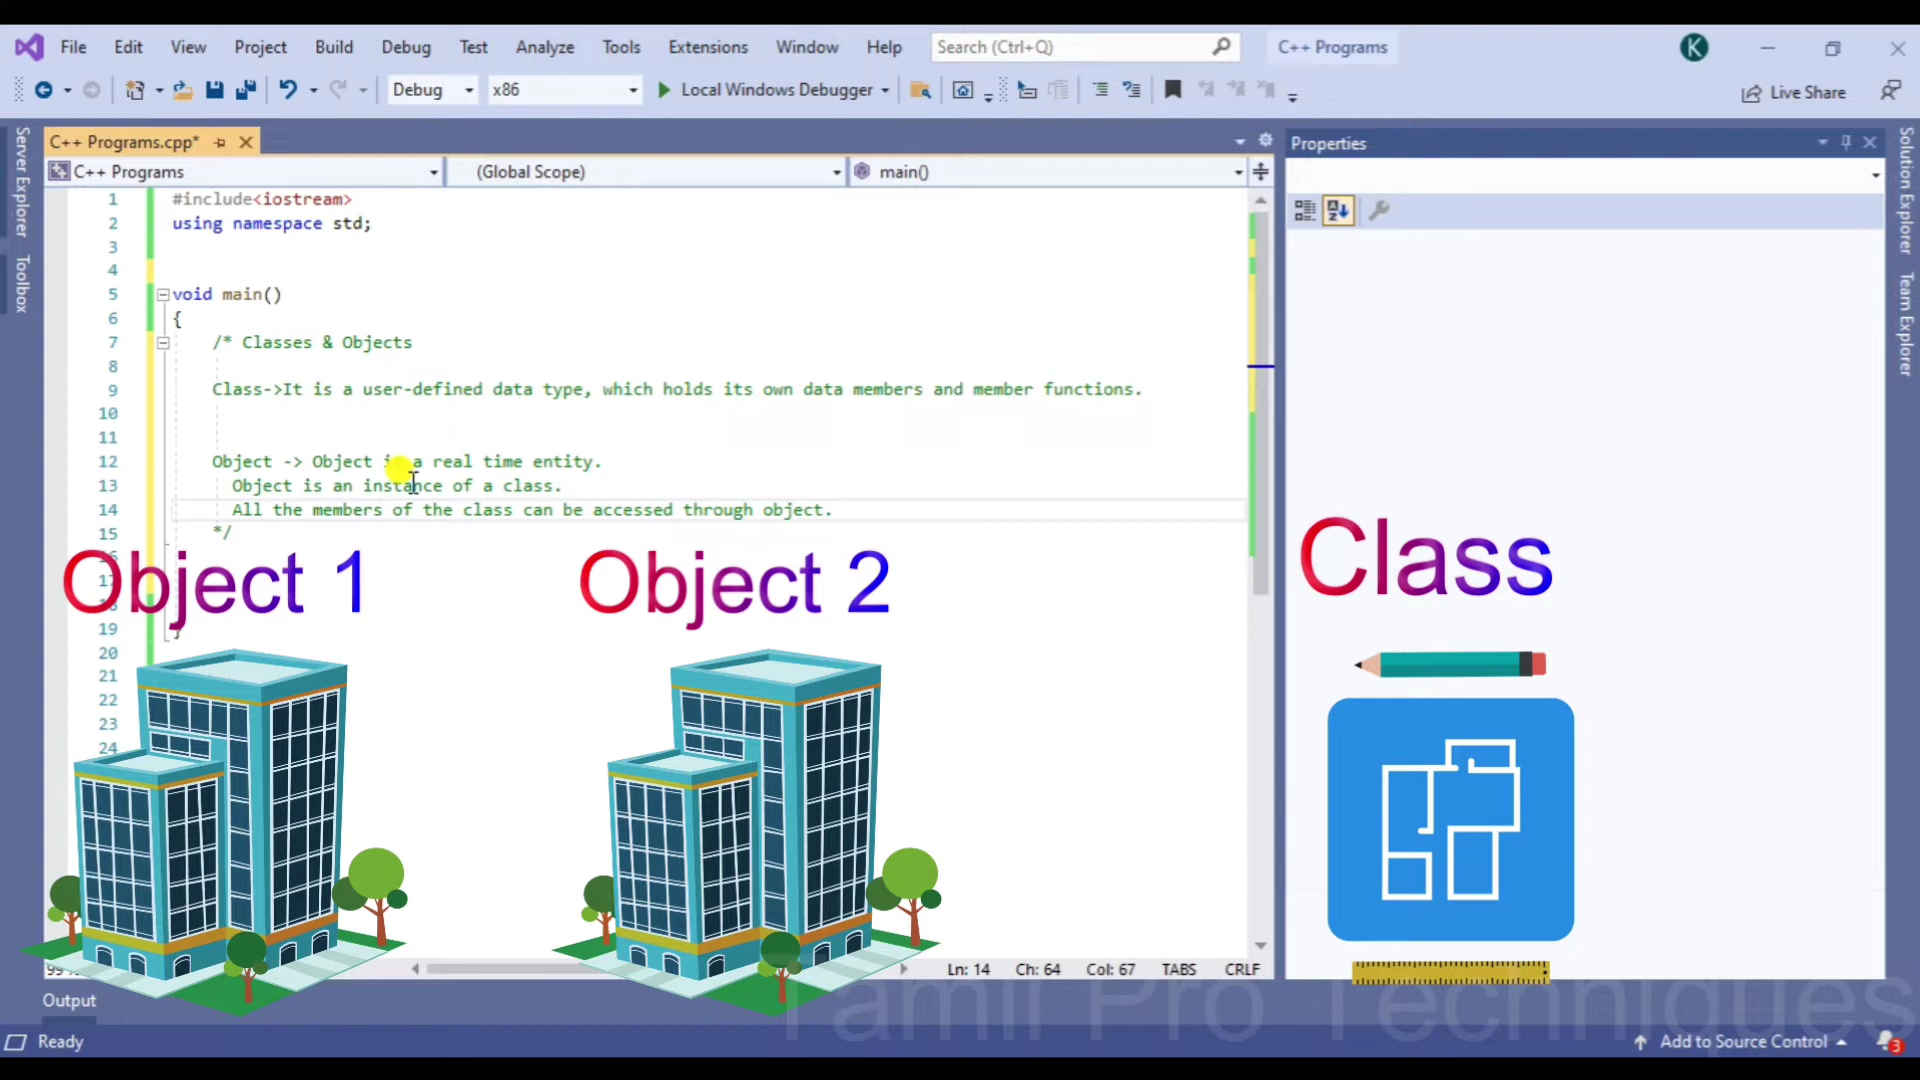 File Edit View Project Build Debug Test Analyze Tools Extensions Window Help Search (Ctrl+Q) C++ Programs K
Debug x86 Local Windows Debugger Live Share
C++ Programs.cpp*
Properties
C++ Programs (Global Scope) main()
Server Explorer
Toolbox
Solution Explorer
Team Explorer
1 #include<iostream>
2 using namespace std;
3
4
5 void main()
6 {
7 /* Classes & Objects
8
9 Class->It is a user-defined data type, which holds its own data members and member functions.
10
11
12 Object -> Object is a real time entity.
13 Object is an instance of a class.
14 All the members of the class can be accessed through object.
15 */
Object 1
Object 2
Class
19 }
20
21
22
23
24
Ln: 14 Ch: 64 Col: 67 TABS CRLF
Output
Tamil Pro Techniques
Ready
Add to Source Control 3